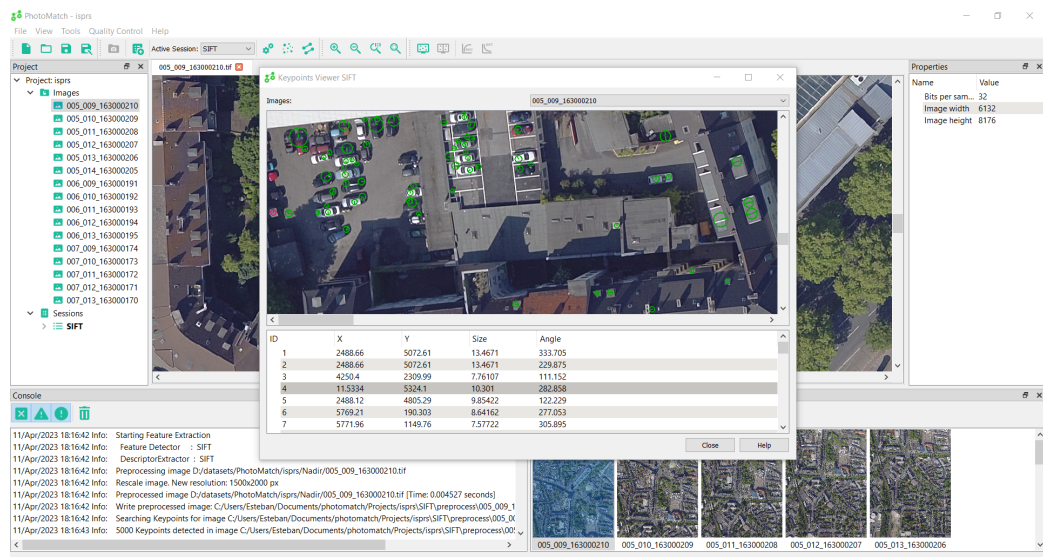 PhotoMatch - isprs
File View Tools Quality Control Help
Active Session: SIFT
Project
005_009_163000210.tif
Project: isprs
Images
005_009_163000210
005_010_163000209
005_011_163000208
005_012_163000207
005_013_163000206
005_014_163000205
006_009_163000191
006_010_163000192
006_011_163000193
006_012_163000194
006_013_163000195
007_009_163000174
007_010_163000173
007_011_163000172
007_012_163000171
007_013_163000170
Sessions
SIFT
Keypoints Viewer SIFT
Images: 005_009_163000210
ID X Y Size Angle
1 2488.66 5072.61 13.4671 333.705
2 2488.66 5072.61 13.4671 229.875
3 4250.4 2309.99 7.76107 111.152
4 11.5334 5324.1 10.301 282.858
5 2488.12 4805.29 9.85422 122.229
6 5769.21 190.303 8.64162 277.053
7 5771.96 1149.76 7.57722 305.895
Close Help
Properties
Name Value
Bits per sam... 32
Image width 6132
Image height 8176
Console
11/Apr/2023 18:16:42 Info: Starting Feature Extraction
11/Apr/2023 18:16:42 Info: Feature Detector : SIFT
11/Apr/2023 18:16:42 Info: DescriptorExtractor : SIFT
11/Apr/2023 18:16:42 Info: Preprocessing image D:/datasets/PhotoMatch/isprs/Nadir/005_009_163000210.tif
11/Apr/2023 18:16:42 Info: Rescale image. New resolution: 1500x2000 px
11/Apr/2023 18:16:42 Info: Preprocessed image D:/datasets/PhotoMatch/isprs/Nadir/005_009_163000210.tif [Time: 0.004527 seconds]
11/Apr/2023 18:16:42 Info: Write preprocessed image: C:/Users/Esteban/Documents/photomatch/Projects/isprs\SIFT\preprocess\005_009_1
11/Apr/2023 18:16:42 Info: Searching Keypoints for image C:/Users/Esteban/Documents/photomatch/Projects/isprs\SIFT\preprocess\005_0
11/Apr/2023 18:16:43 Info: 5000 Keypoints detected in image C:/Users/Esteban/Documents/photomatch/Projects/isprs\SIFT\preprocess\005
005_009_163000210 005_010_163000209 005_011_163000208 005_012_163000207 005_013_163000206